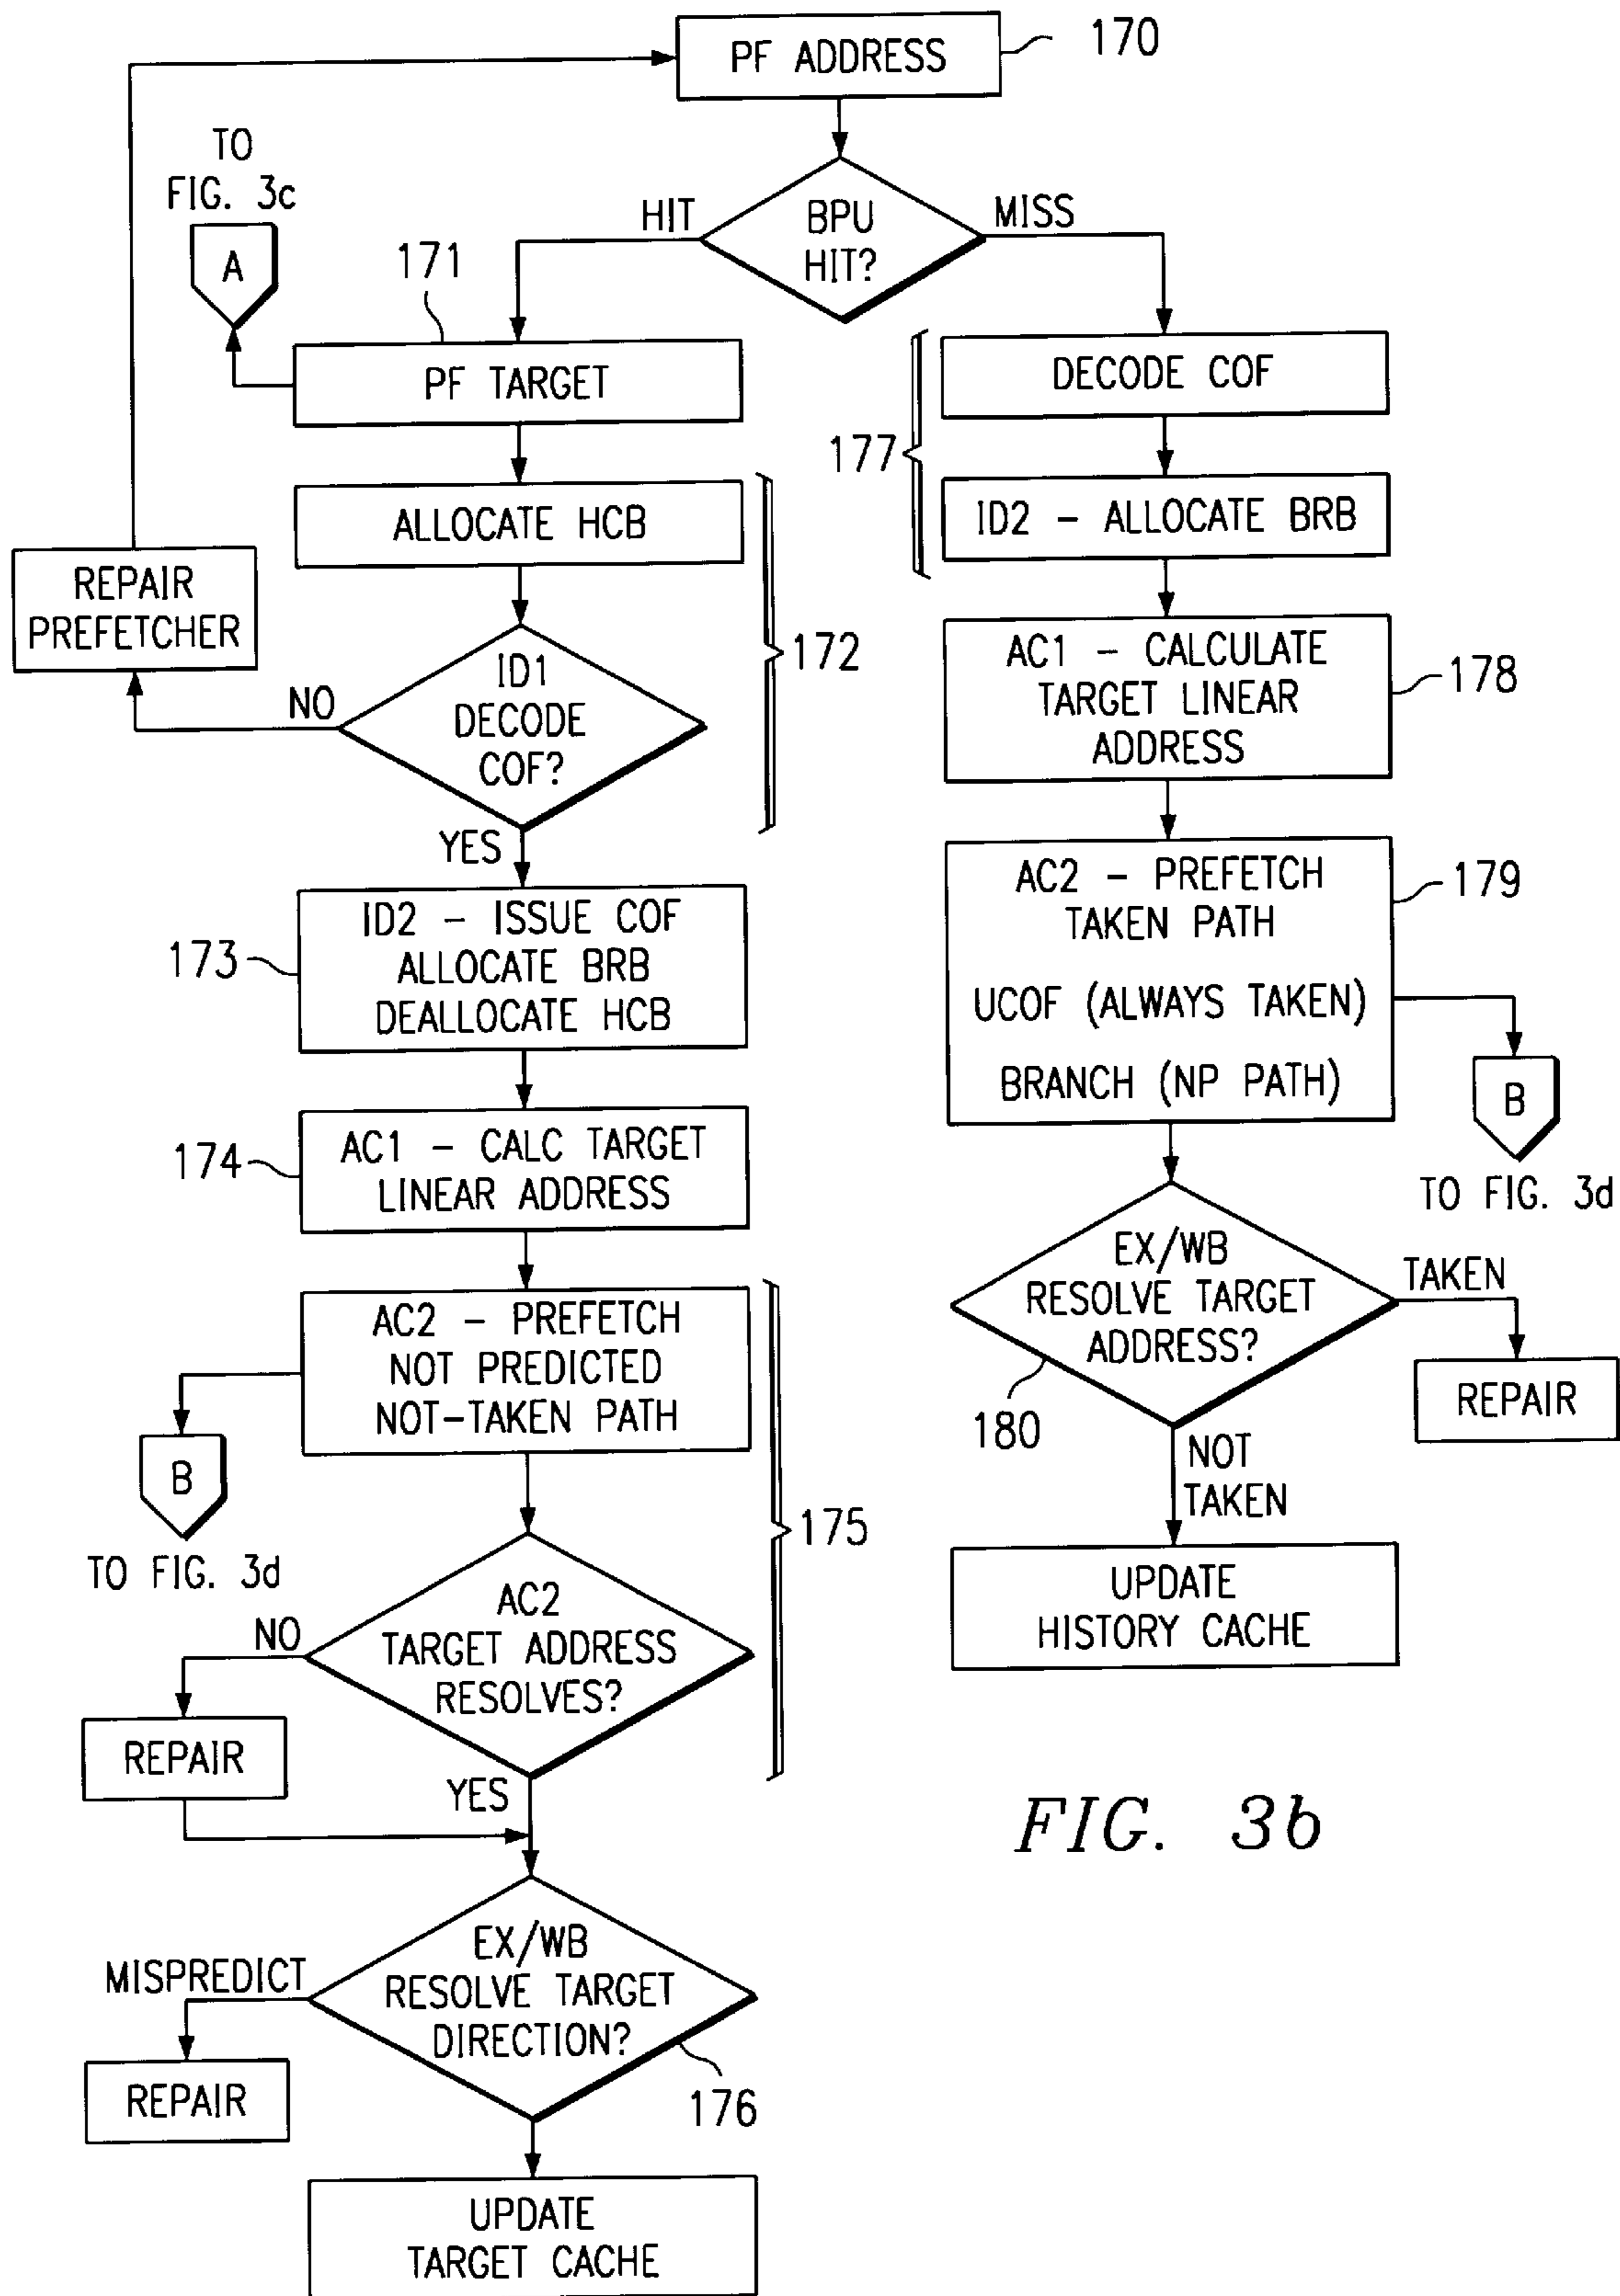 PF ADDRESS
170
TO
FIG. 3c
A
HIT
BPU
HIT?
MISS
171
PF TARGET
DECODE COF
177
ALLOCATE HCB
ID2 - ALLOCATE BRB
REPAIR
PREFETCHER
172
NO
ID1
DECODE
COF?
AC1 - CALCULATE
TARGET LINEAR
ADDRESS
178
YES
173
ID2 - ISSUE COF
ALLOCATE BRB
DEALLOCATE HCB
AC2 - PREFETCH
TAKEN PATH
UCOF (ALWAYS TAKEN)
BRANCH (NP PATH)
179
B
TO FIG. 3d
174
AC1 - CALC TARGET
LINEAR ADDRESS
AC2 - PREFETCH
NOT PREDICTED
NOT-TAKEN PATH
B
TO FIG. 3d
175
EX/WB
RESOLVE TARGET
ADDRESS?
TAKEN
180
REPAIR
NOT
TAKEN
UPDATE
HISTORY CACHE
NO
AC2
TARGET ADDRESS
RESOLVES?
REPAIR
YES
FIG. 3b
MISPREDICT
EX/WB
RESOLVE TARGET
DIRECTION?
REPAIR
176
UPDATE
TARGET CACHE